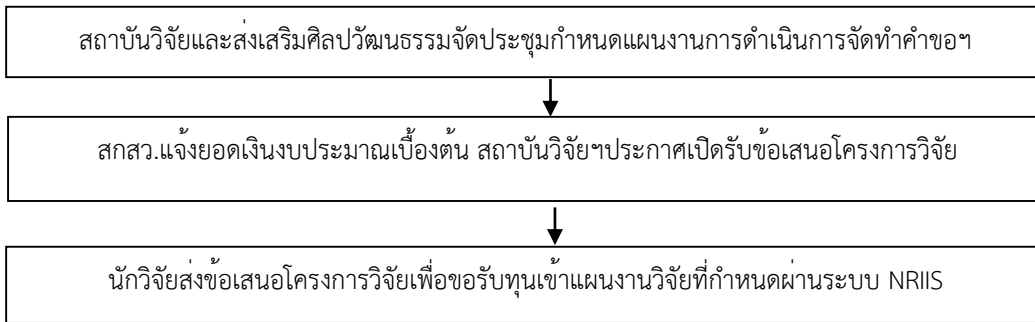 สถาบันวิจัยและส่งเสริมศิลปวัฒนธรรมจัดประชุมกำหนดแผนงานการดำเนินการจัดทำคำขอฯ
สกสว.แจ้งยอดเงินงบประมาณเบื้องต้น สถาบันวิจัยฯประกาศเปิดรับข้อเสนอโครงการวิจัย
นักวิจัยส่งข้อเสนอโครงการวิจัยเพื่อขอรับทุนเข้าแผนงานวิจัยที่กำหนดผ่านระบบ NRIIS